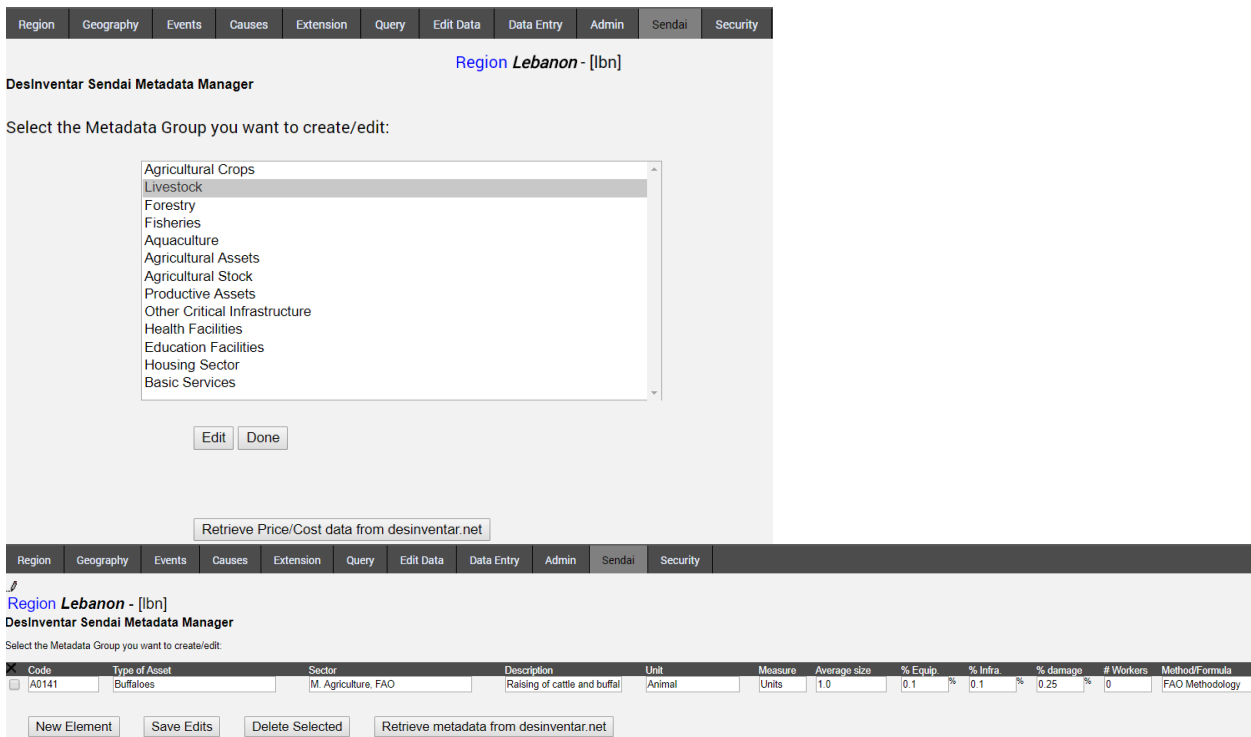 Region Geography Events Causes Extension Query Edit Data Data Entry Admin Sendai Security
Region Lebanon - [lbn]
DesInventar Sendai Metadata Manager
Select the Metadata Group you want to create/edit:
Agricultural Crops
Livestock
Forestry
Fisheries
Aquaculture
Agricultural Assets
Agricultural Stock
Productive Assets
Other Critical Infrastructure
Health Facilities
Education Facilities
Housing Sector
Basic Services
Edit Done
Retrieve Price/Cost data from desinventar.net
Region Geography Events Causes Extension Query Edit Data Data Entry Admin Sendai Security
Region Lebanon - [lbn]
DesInventar Sendai Metadata Manager
Select the Metadata Group you want to create/edit:
Code Type of Asset Sector Description Unit Measure Average size % Equip. % Infra. % damage # Workers Method/Formula
A0141 Buffaloes M. Agriculture, FAO Raising of cattle and buffal Animal Units 1.0 0.1 % 0.1 % 0.25 % 0 FAO Methodology
New Element Save Edits Delete Selected Retrieve metadata from desinventar.net